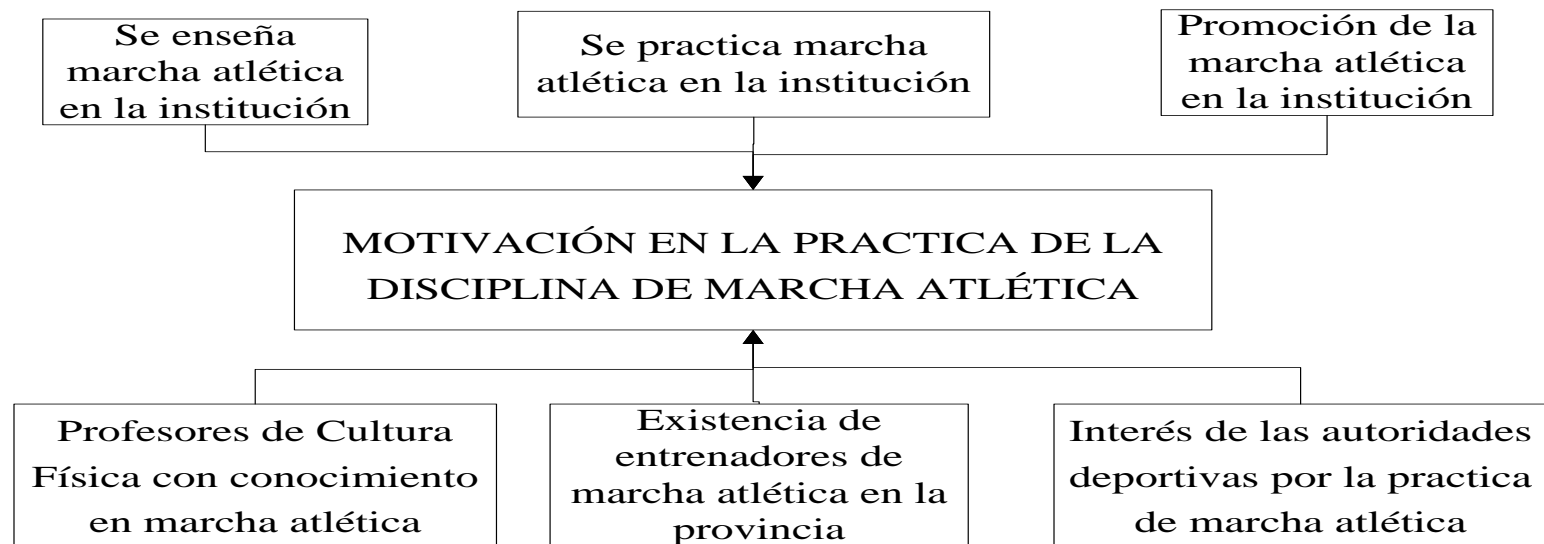 Se enseña
marcha atlética
en la institución
Se practica marcha
atlética en la institución
Promoción de la
marcha atlética
en la institución
MOTIVACIÓN EN LA PRACTICA DE LA
DISCIPLINA DE MARCHA ATLÉTICA
Profesores de Cultura
Física con conocimiento
en marcha atlética
Existencia de
entrenadores de
marcha atlética en la
provincia
Interés de las autoridades
deportivas por la practica
de marcha atlética